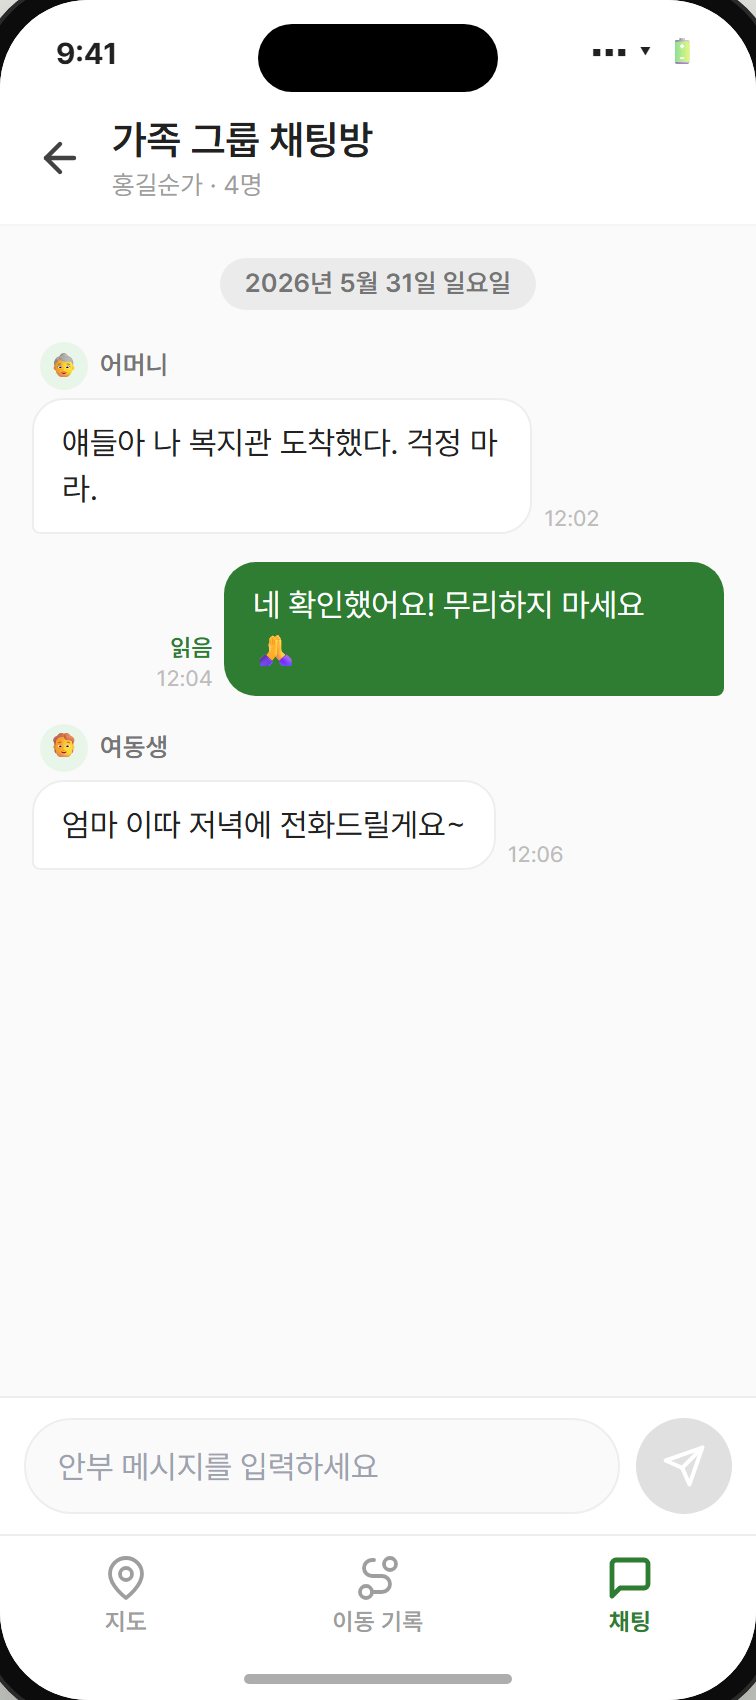 9:41
가족 그룹 채팅방
홍길순가 · 4명
2026년 5월 31일 일요일
어머니
얘들아 나 복지관 도착했다. 걱정 마
라.
12:02
네 확인했어요! 무리하지 마세요
🙏
읽음
12:04
여동생
엄마 이따 저녁에 전화드릴게요~
12:06
안부 메시지를 입력하세요
지도
이동 기록
채팅